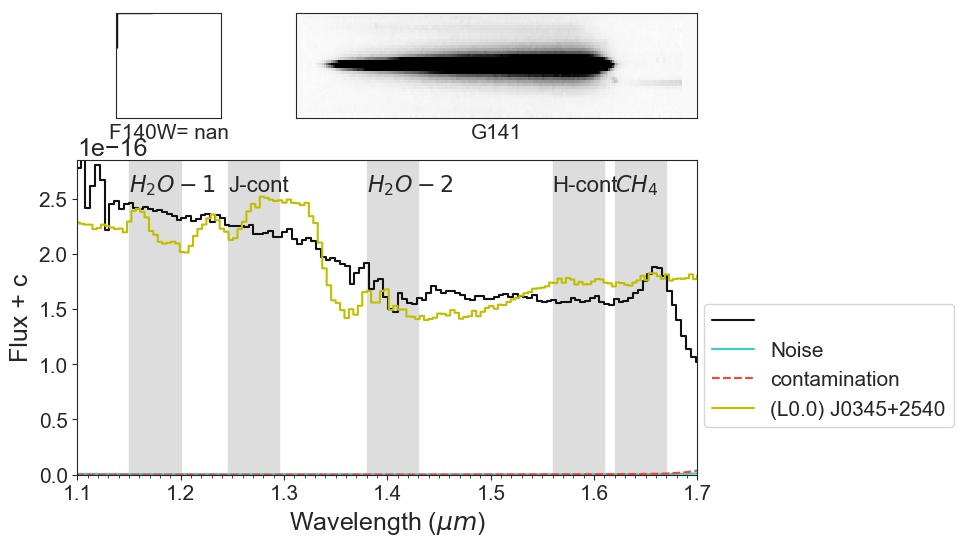 F140W= nan
G141
1e−16
H₂O − 1 J-cont H₂O − 2 H-cont CH₄
2.5
2.0
1.5
1.0
0.5
0.0
Flux + c
1.1 1.2 1.3 1.4 1.5 1.6 1.7
Wavelength (μm)
Noise
contamination
(L0.0) J0345+2540